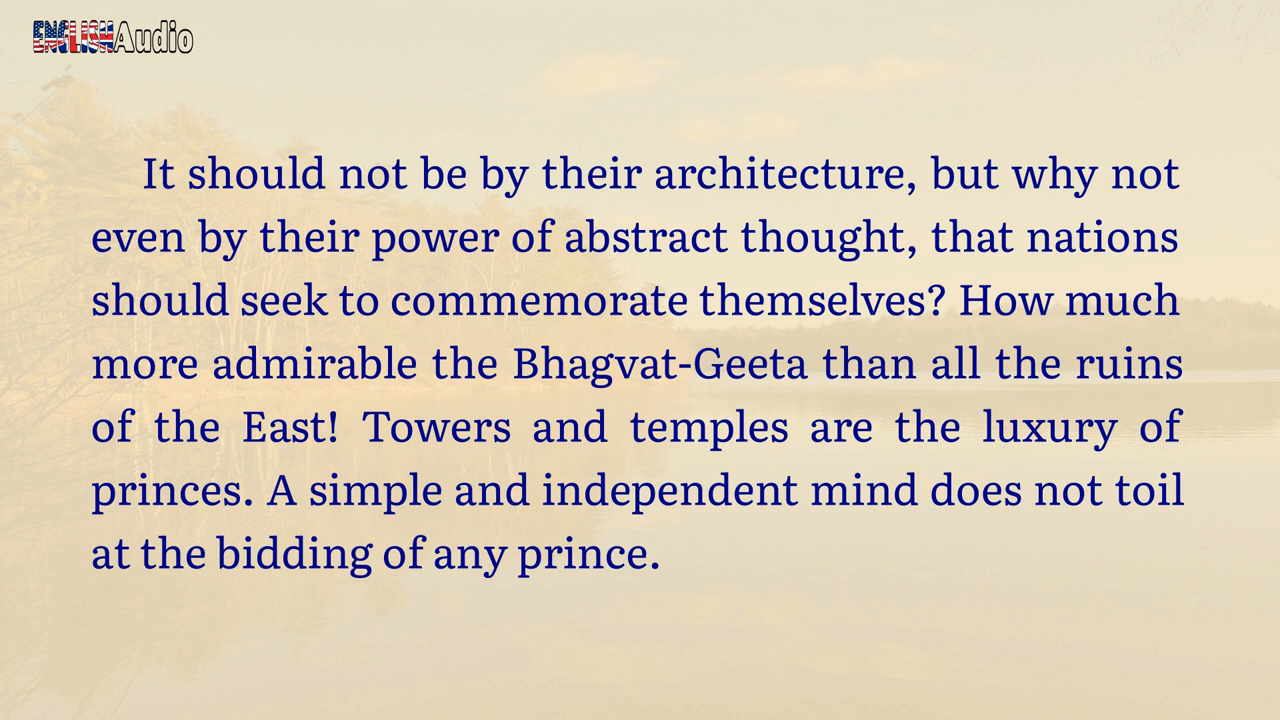 ENGLISHAudio
It should not be by their architecture, but why not
even by their power of abstract thought, that nations
should seek to commemorate themselves? How much
more admirable the Bhagvat-Geeta than all the ruins
of the East! Towers and temples are the luxury of
princes. A simple and independent mind does not toil
at the bidding of any prince.